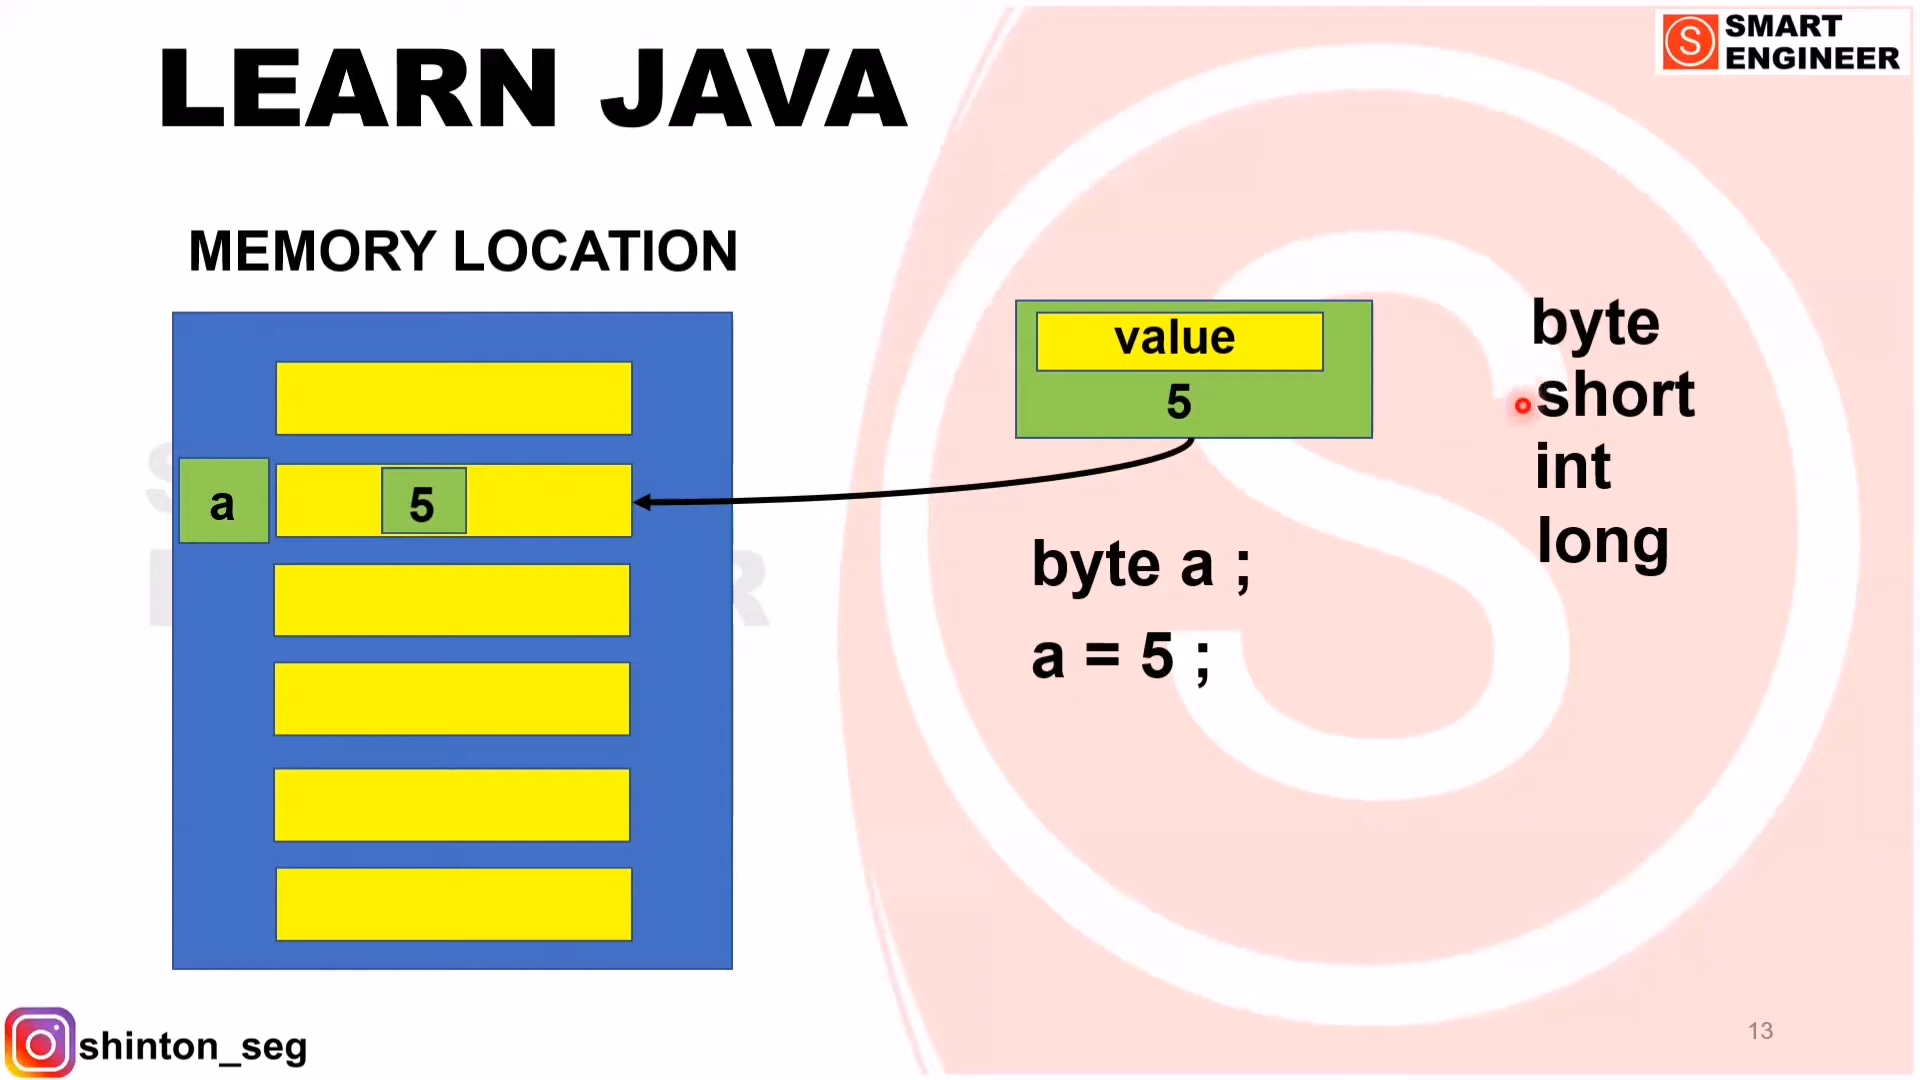 LEARN JAVA
SMART
ENGINEER
MEMORY LOCATION
value
5
byte
short
int
long
a
5
byte a ;
a = 5 ;
shinton_seg
13